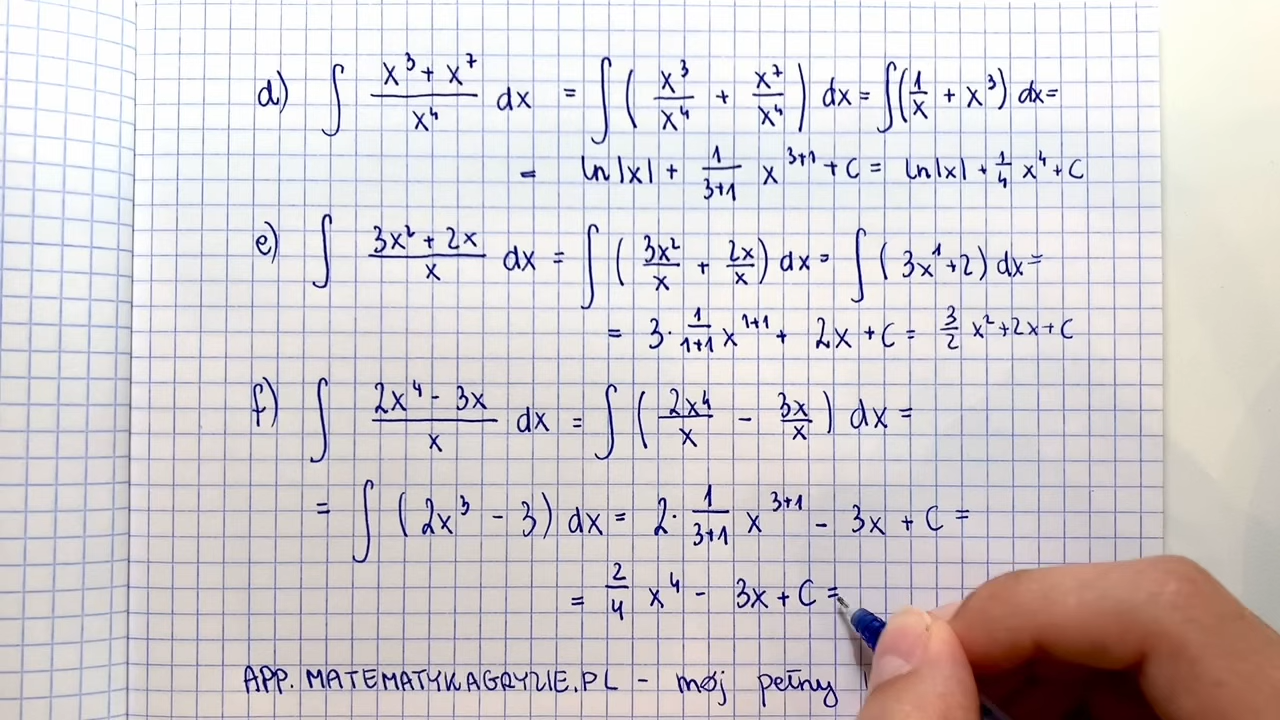 d) ∫ (x³ + x⁷)/x⁴ dx = ∫ (x³/x⁴ + x⁷/x⁴) dx = ∫(1/x + x³) dx =
= ln|x| + 1/(3+1) x³⁺¹ + C = ln|x| + 1/4 x⁴ + C
e) ∫ (3x² + 2x)/x dx = ∫ (3x²/x + 2x/x) dx = ∫ (3x¹+2) dx =
= 3· 1/(1+1) x¹⁺¹ + 2x + C = 3/2 x² + 2x + C
f) ∫ (2x⁴ - 3x)/x dx = ∫ (2x⁴/x - 3x/x) dx =
= ∫ (2x³ - 3) dx = 2· 1/(3+1) x³⁺¹ - 3x + C =
= 2/4 x⁴ - 3x + C =
APP.MATEMATYKAGRYZIE.PL - mój pełny